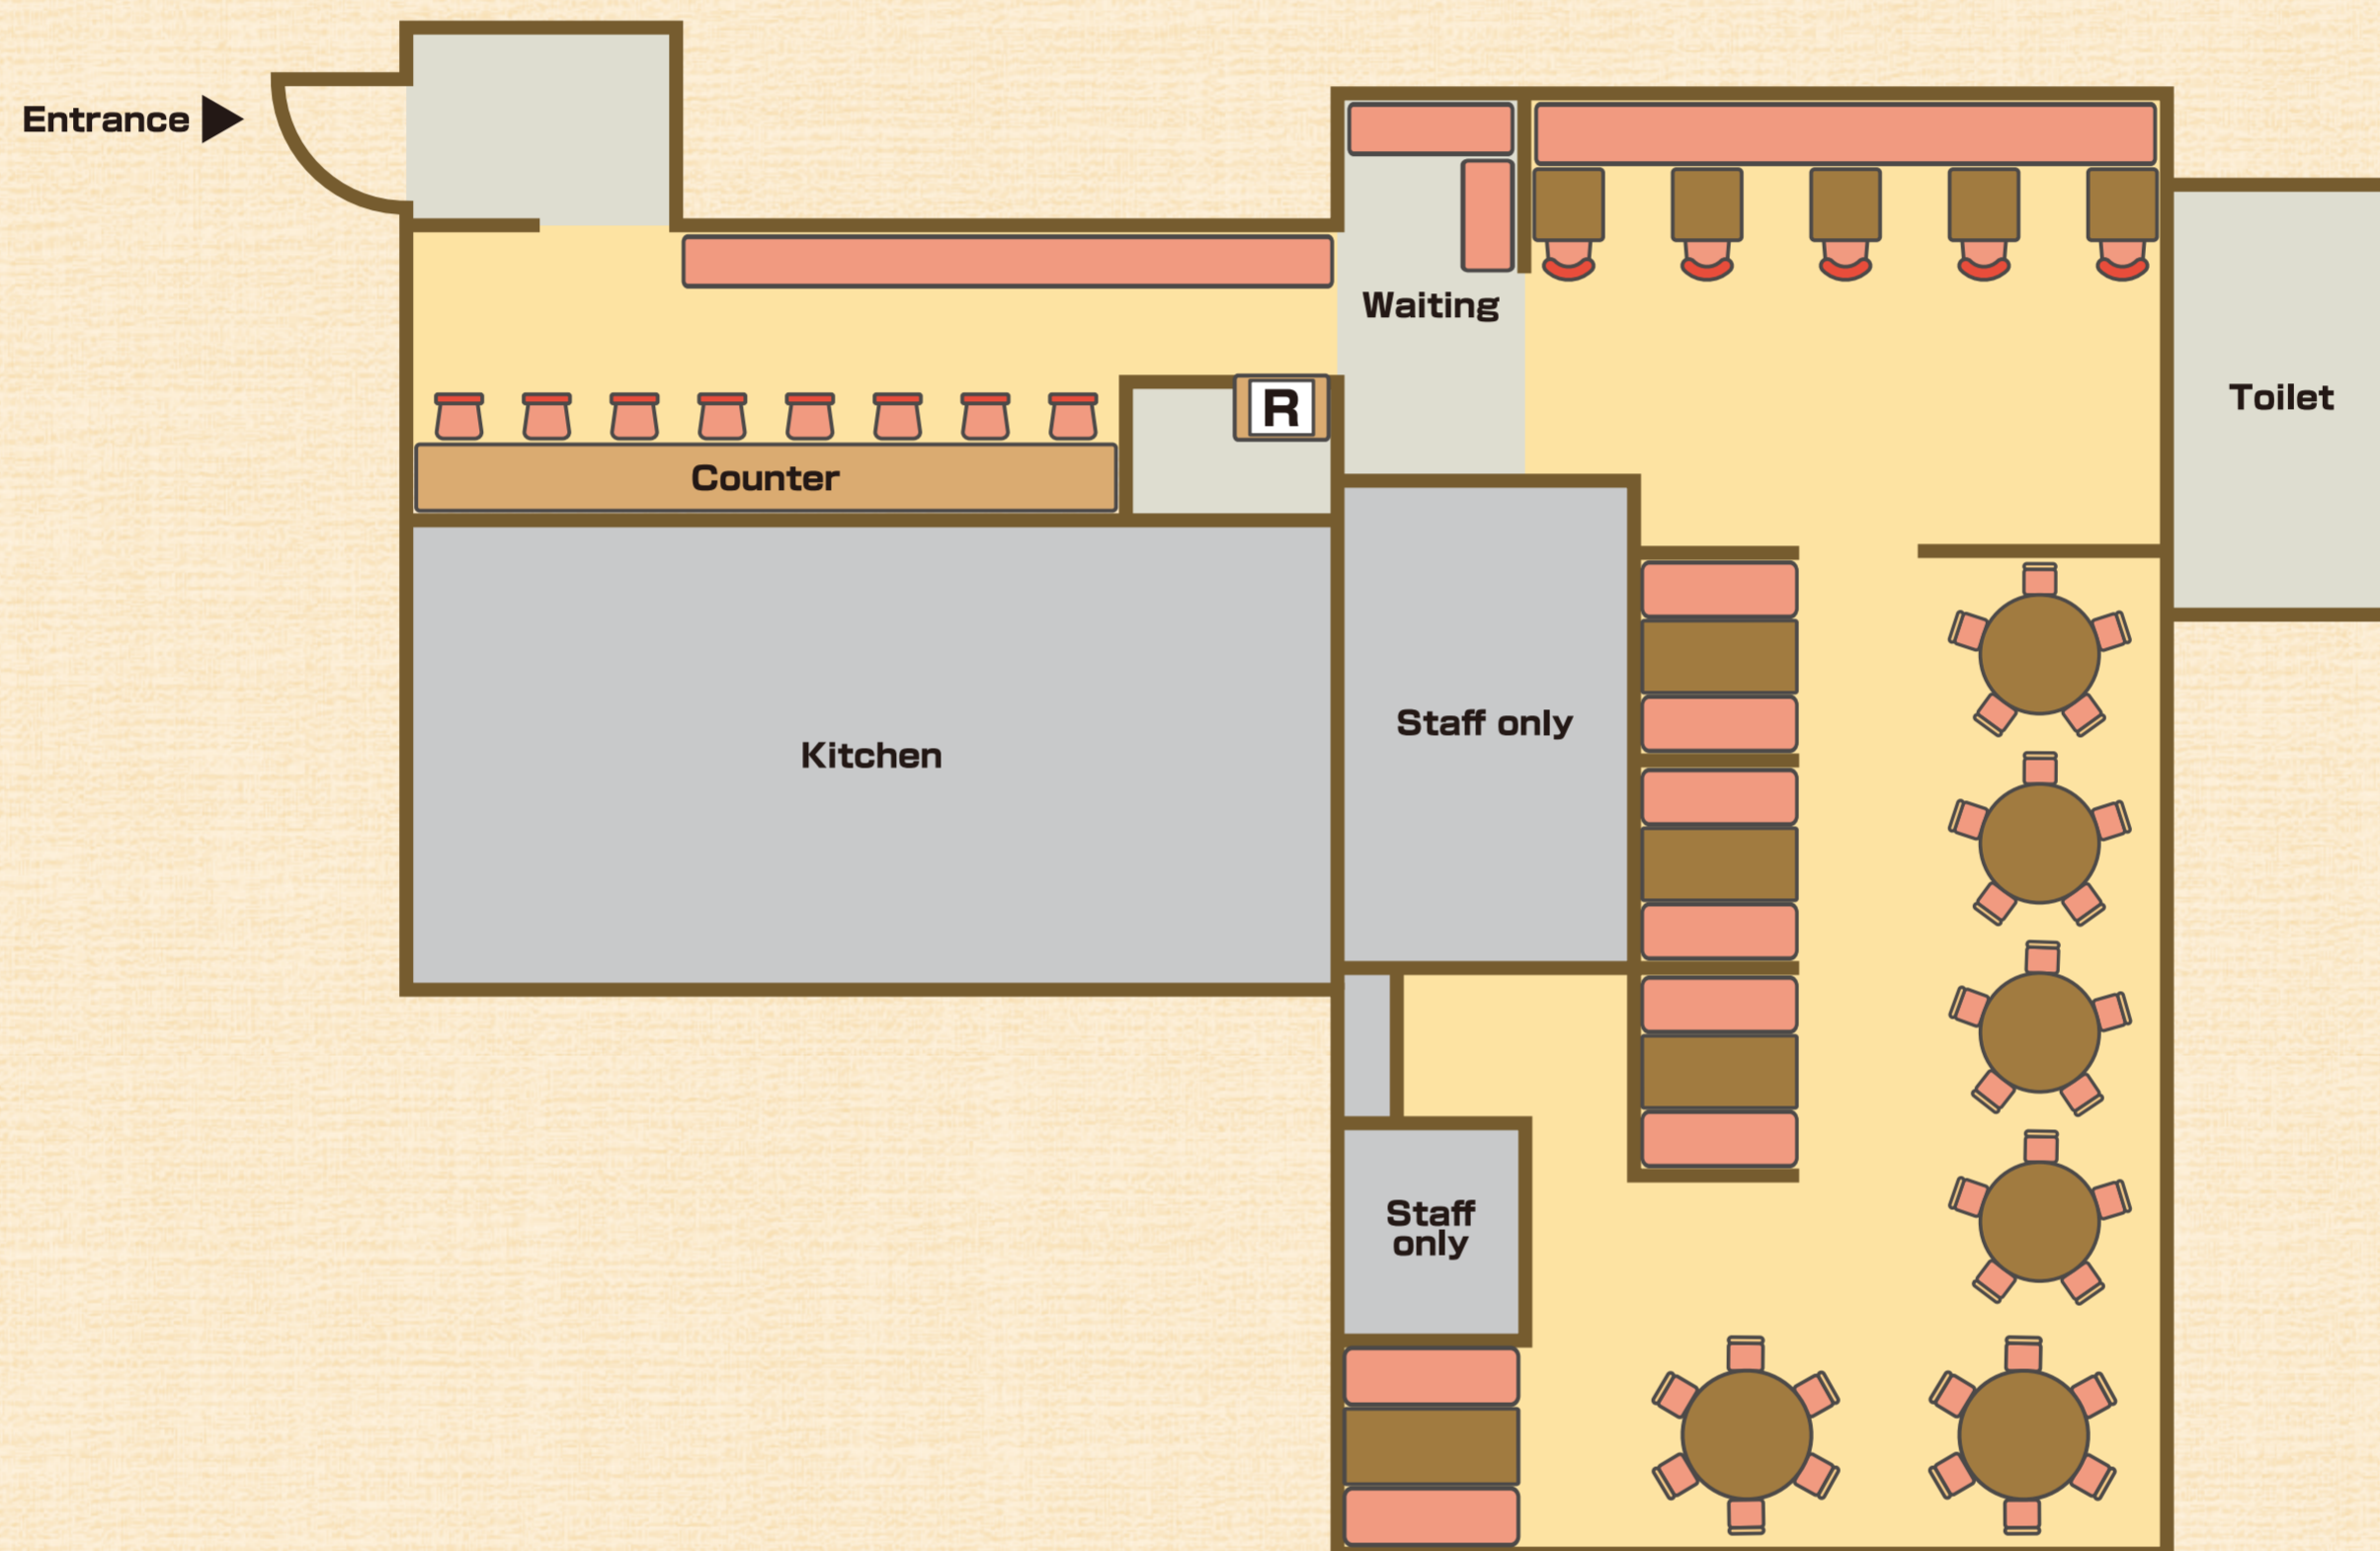 Entrance
Waiting
Toilet
R
Counter
Staff only
Kitchen
Staff
only